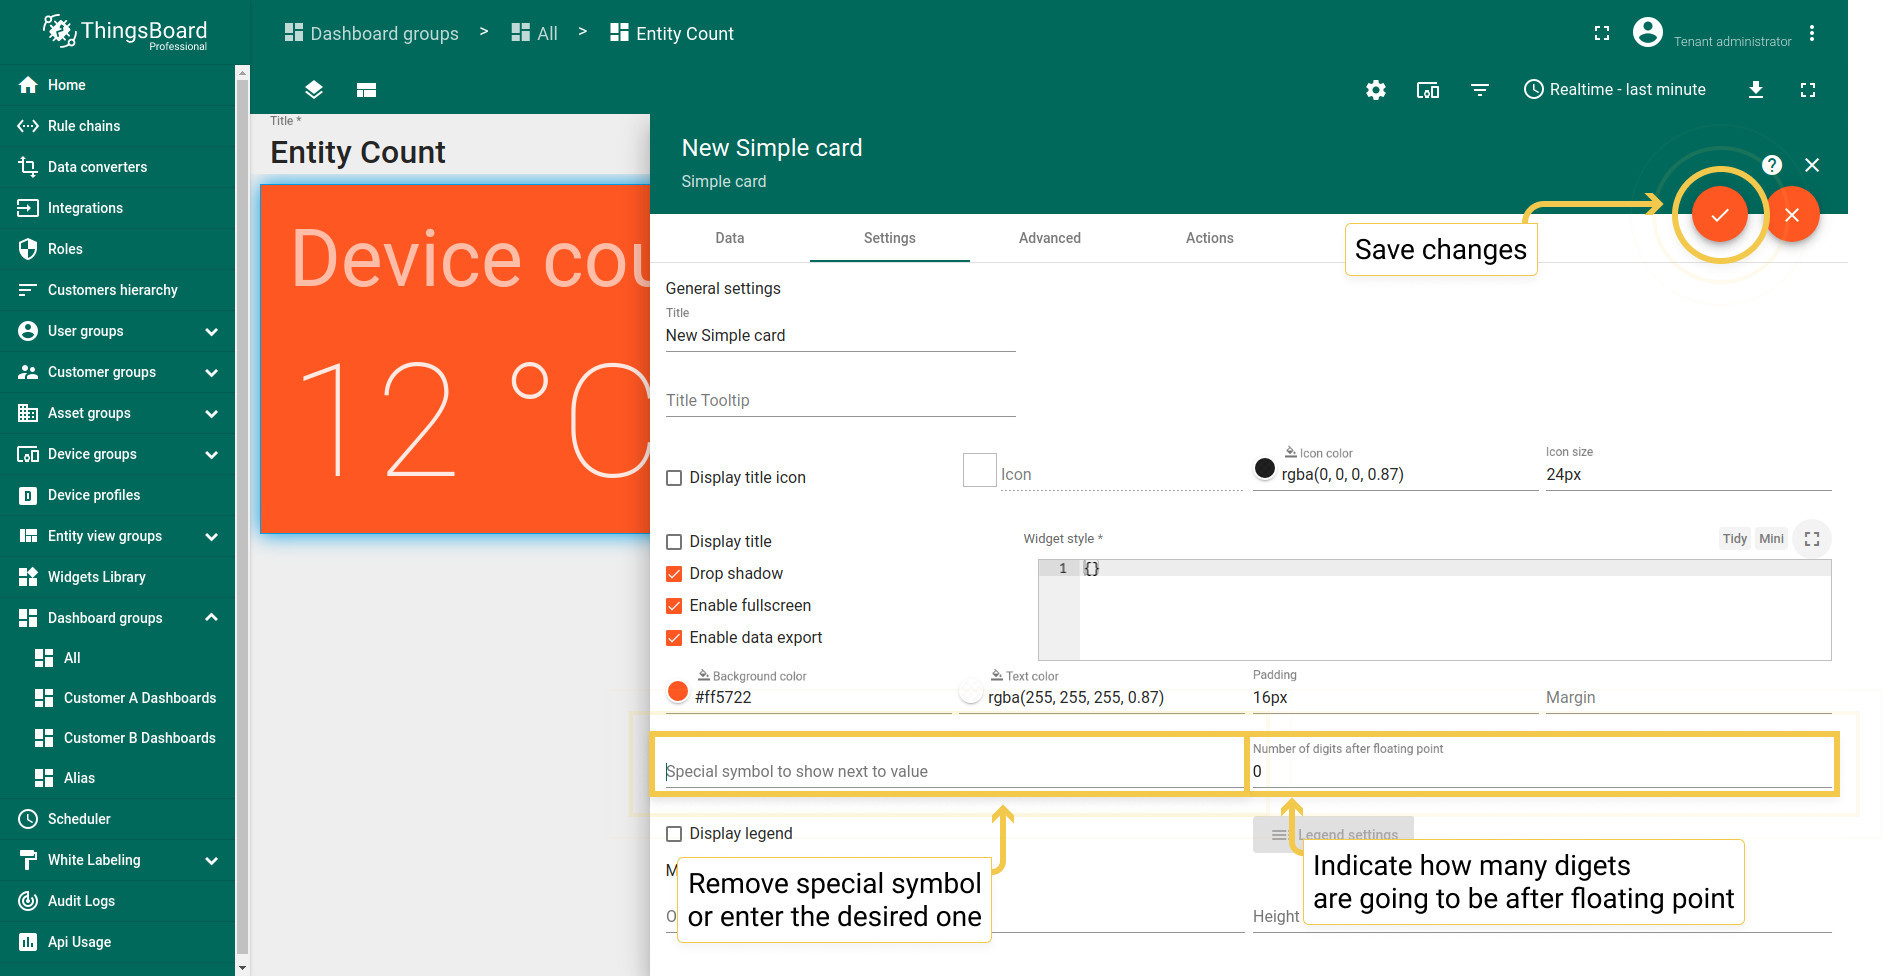 ThingsBoard
Professional
Dashboard groups > All > Entity Count
Tenant administrator
Home
Rule chains
Data converters
Integrations
Roles
Customers hierarchy
User groups
Customer groups
Asset groups
Device groups
Device profiles
Entity view groups
Widgets Library
Dashboard groups
All
Customer A Dashboards
Customer B Dashboards
Alias
Scheduler
White Labeling
Audit Logs
Api Usage
Realtime - last minute
Title *
Entity Count
Device cou
12 °C
New Simple card
Simple card
?
Save changes
Data Settings Advanced Actions
General settings
Title
New Simple card
Title Tooltip
Display title icon
Icon
Icon color
rgba(0, 0, 0, 0.87)
Icon size
24px
Display title
Drop shadow
Enable fullscreen
Enable data export
Widget style *
Tidy Mini
1 {}
Background color
#ff5722
Text color
rgba(255, 255, 255, 0.87)
Padding
16px
Margin
Special symbol to show next to value
Number of digits after floating point
0
Display legend
Legend settings
M
Remove special symbol
or enter the desired one
O
Indicate how many digets
are going to be after floating point
Height